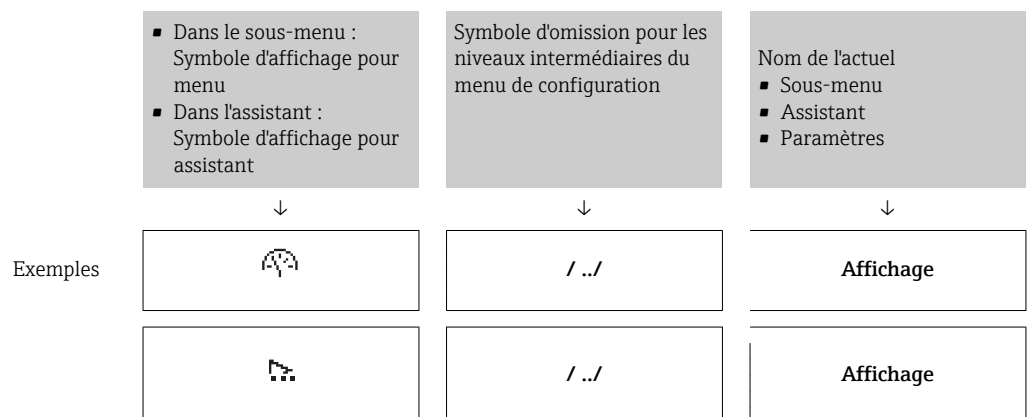 ▪ Dans le sous-menu :
Symbole d'affichage pour
menu
▪ Dans l'assistant :
Symbole d'affichage pour
assistant
Symbole d'omission pour les
niveaux intermédiaires du
menu de configuration
Nom de l'actuel
▪ Sous-menu
▪ Assistant
▪ Paramètres
↓ ↓ ↓
Exemples / ../ Affichage
/ ../ Affichage